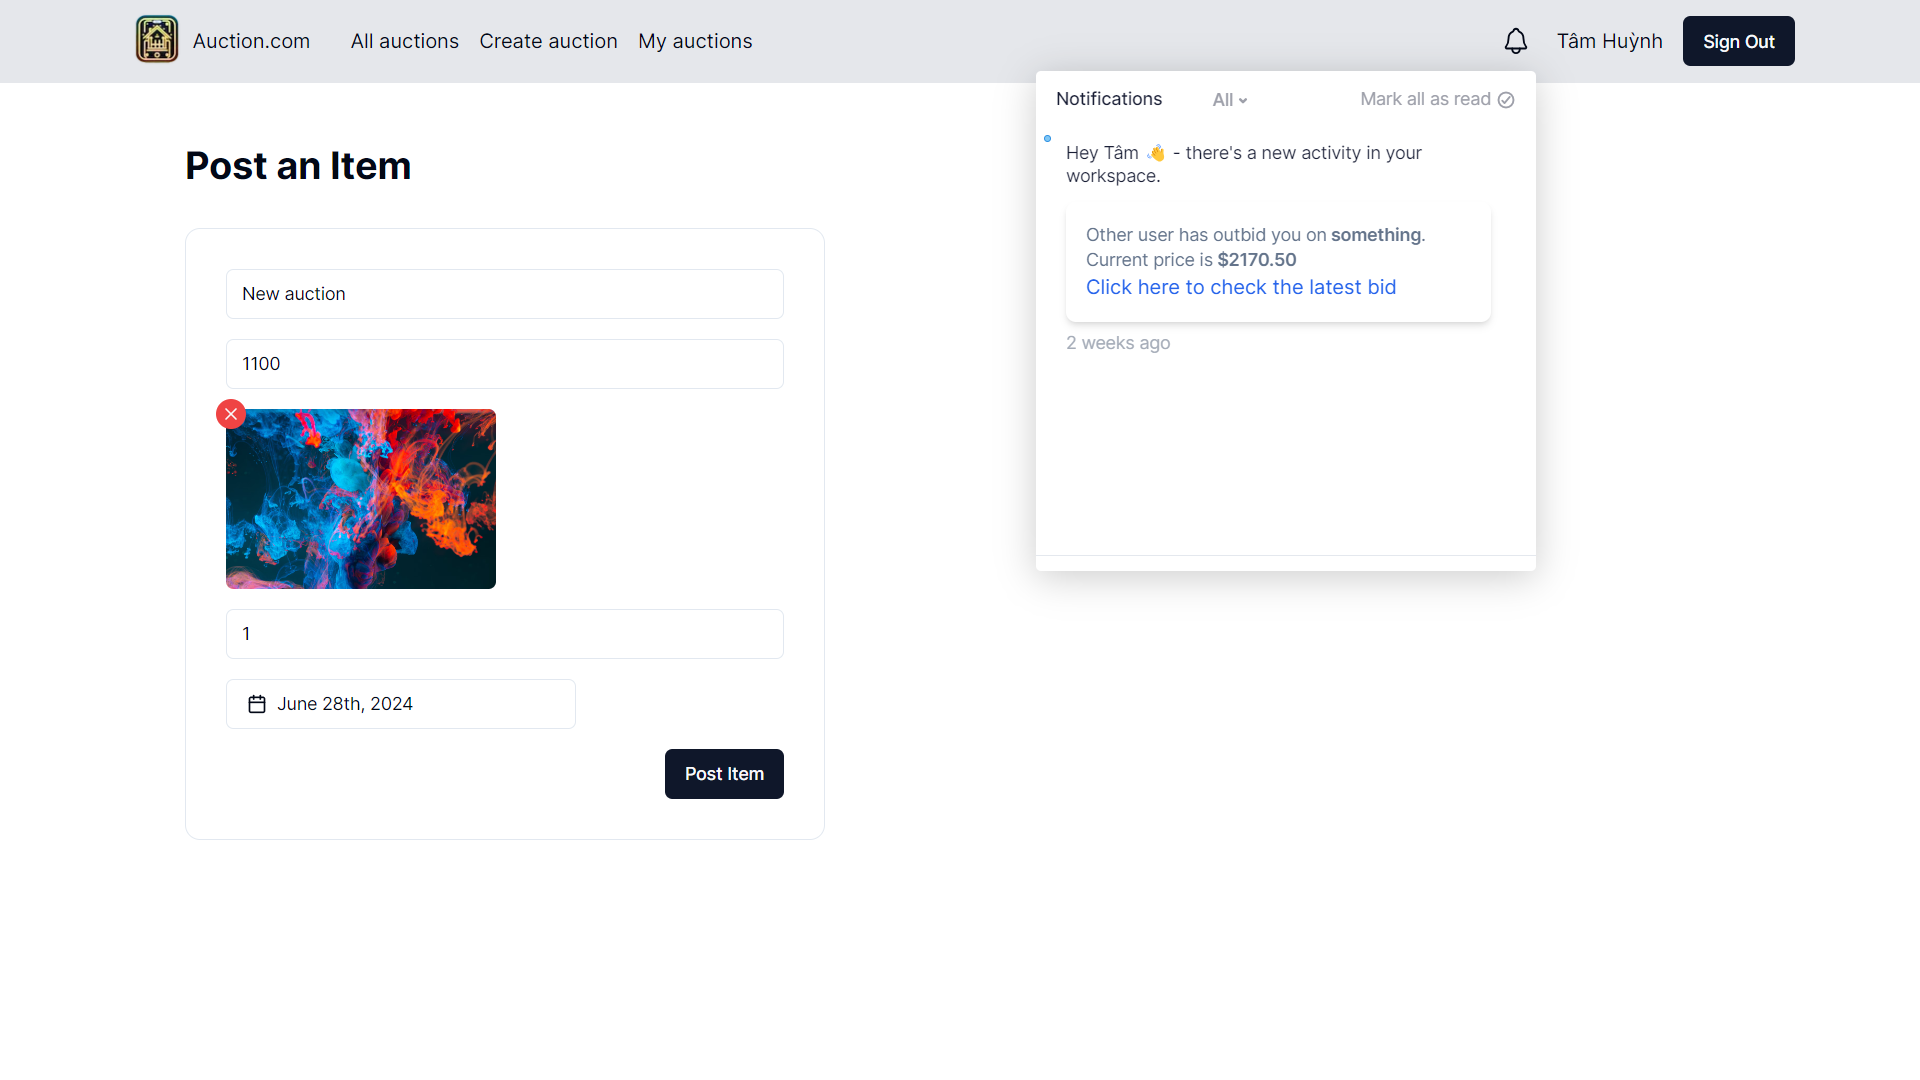 Auction.com
All auctions
Create auction
My auctions
Tâm Huỳnh
Sign Out
Notifications
All
Mark all as read
Hey Tâm 👋 - there's a new activity in your
workspace.
Other user has outbid you on something.
Current price is $2170.50
Click here to check the latest bid
2 weeks ago
Post an Item
New auction
1100
1
June 28th, 2024
Post Item